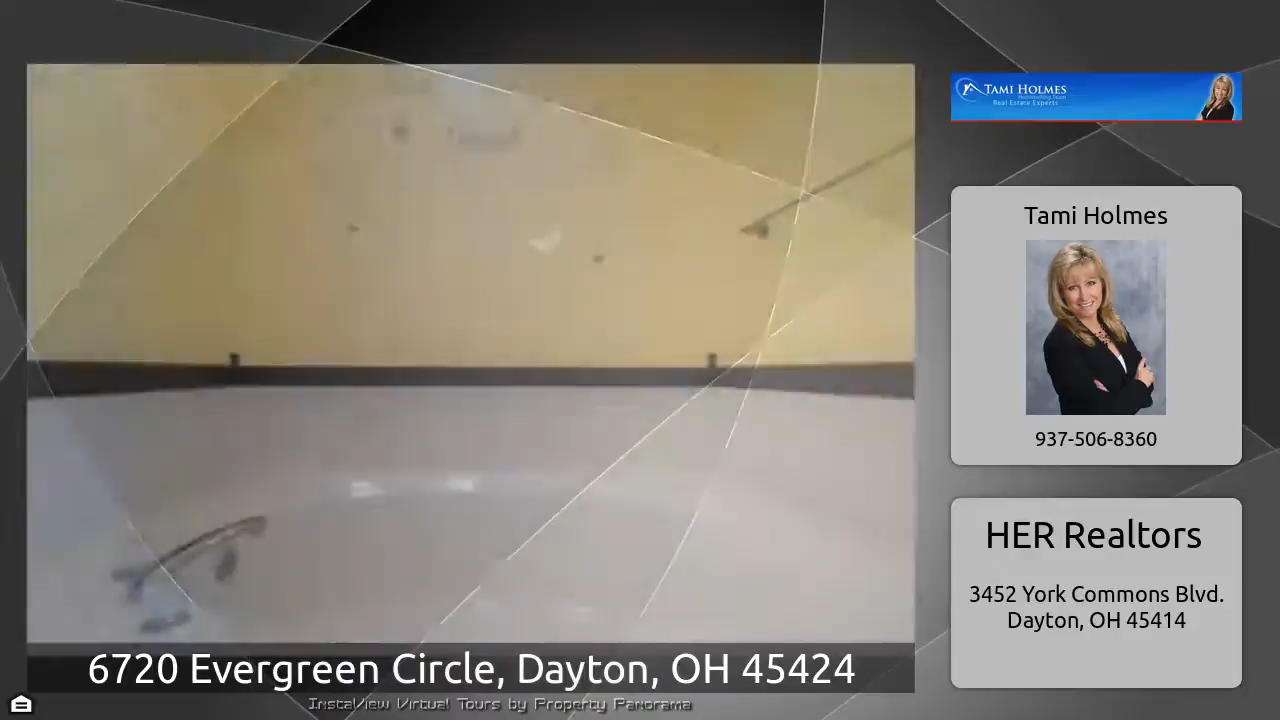 TAMI HOLMES
Real Estate Experts
Tami Holmes
937-506-8360
HER Realtors
3452 York Commons Blvd.
Dayton, OH 45414
6720 Evergreen Circle, Dayton, OH 45424
InstaView Virtual Tours by Property Panorama